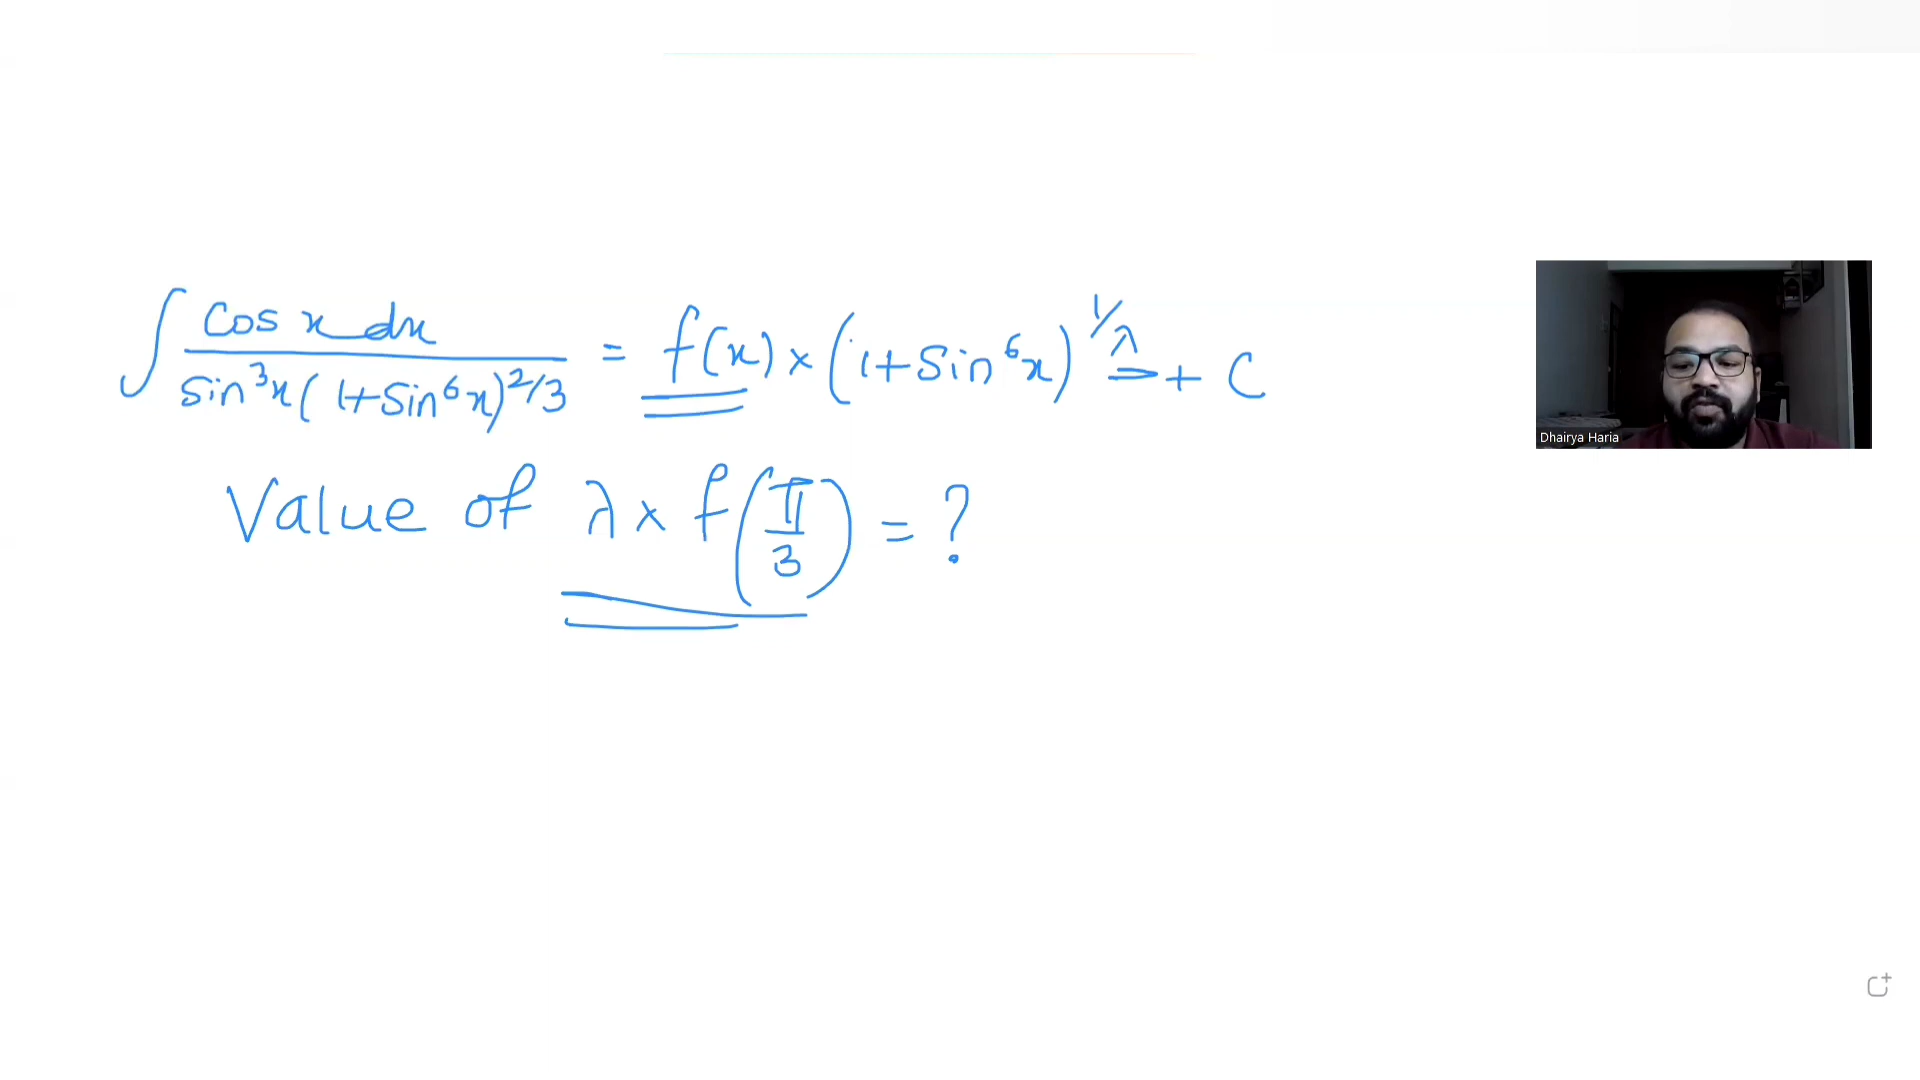 ∫ cos x dx / sin³x (1+sin⁶x)^2/3 = f(x) × (1+sin⁶x)^1/λ + C
Value of λ × f(π/3) = ?
Dhairya Haria